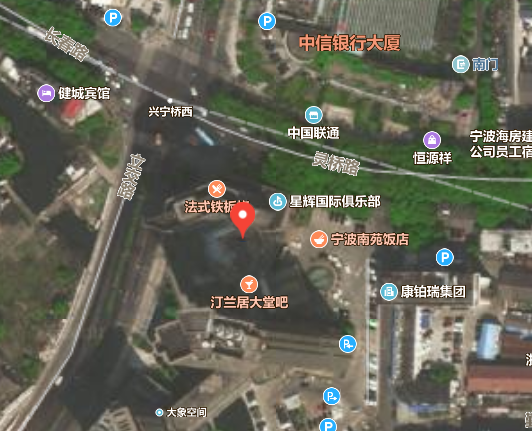 P
P
长春路
中信银行大厦
南门
健城宾馆
兴宁桥西
中国联通
灵桥路
恒源祥
宁波海房建
公司员工宿
法式铁板烧
星辉国际俱乐部
宁波南苑饭店
P
汀兰居大堂吧
康铂瑞集团
P
P
大象空间
P